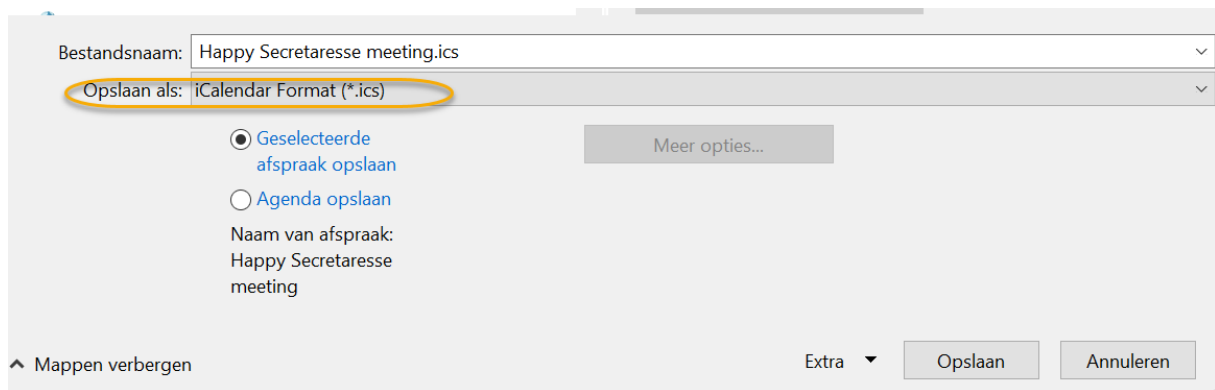 Bestandsnaam: Happy Secretaresse meeting.ics
Opslaan als: iCalendar Format (*.ics)
Geselecteerde
afspraak opslaan
Meer opties...
Agenda opslaan
Naam van afspraak:
Happy Secretaresse
meeting
Mappen verbergen
Extra
Opslaan
Annuleren